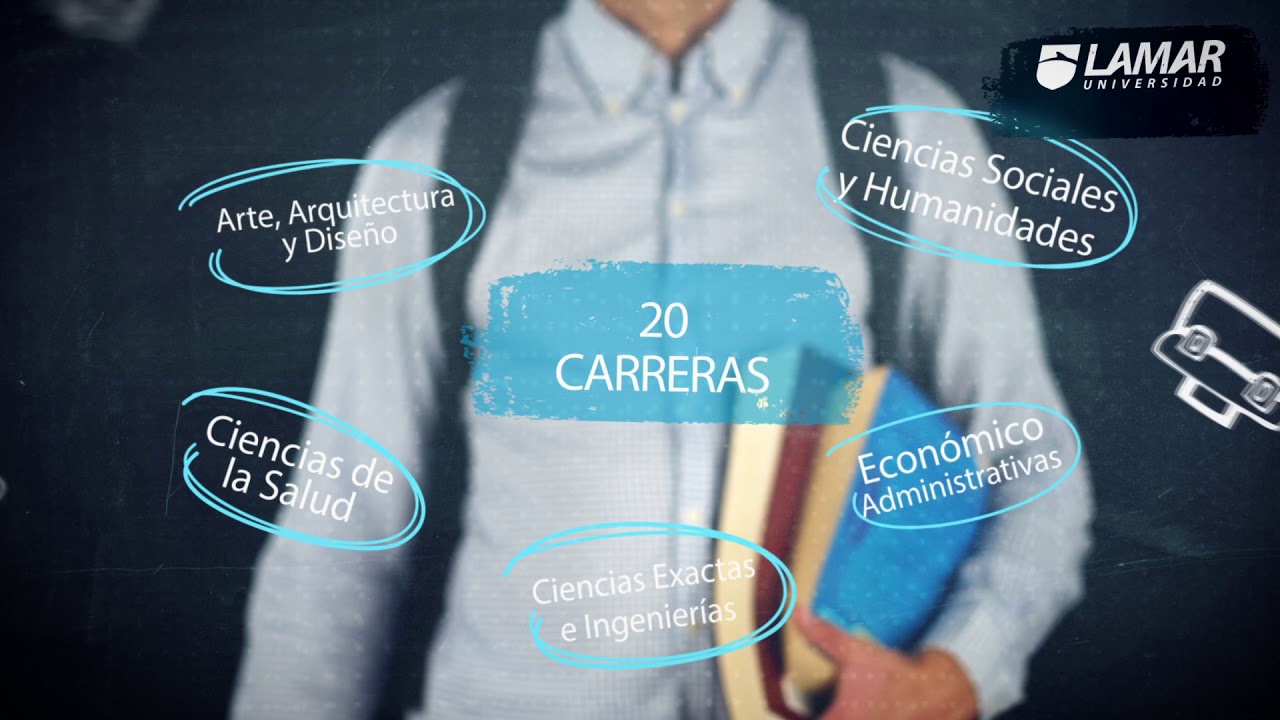 LAMAR
UNIVERSIDAD
Ciencias Sociales
y Humanidades
Arte, Arquitectura
y Diseño
20
CARRERAS
Ciencias de
la Salud
Económico
Administrativas
Ciencias Exactas
e Ingenierías